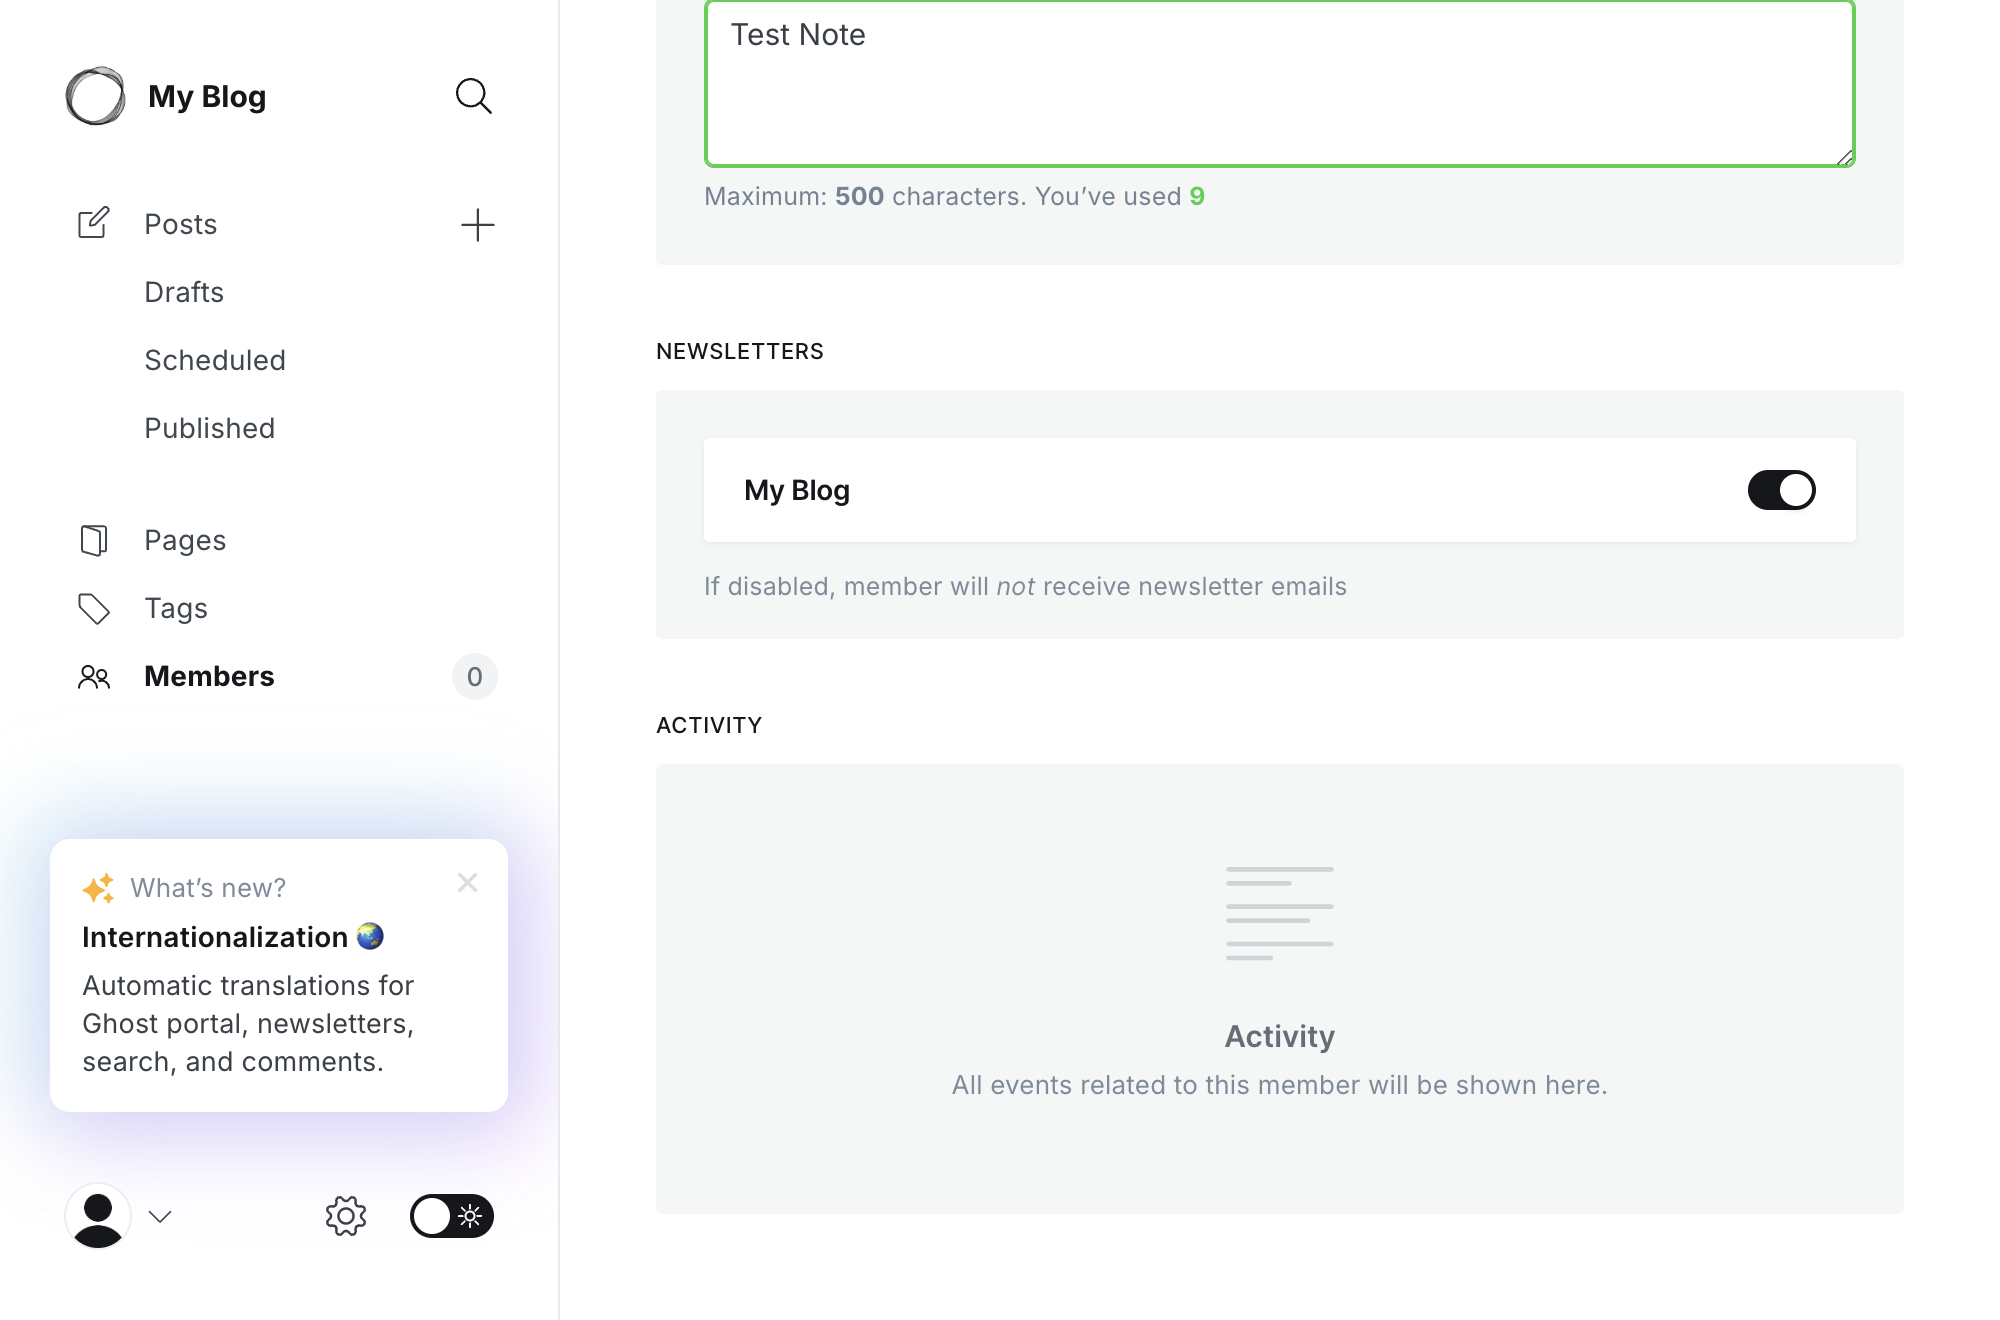 My Blog
Posts
Drafts
Scheduled
Published
Pages
Tags
Members 0
What’s new?
Internationalization 🌏
Automatic translations for
Ghost portal, newsletters,
search, and comments.
Test Note
Maximum: 500 characters. You’ve used 9
NEWSLETTERS
My Blog
If disabled, member will not receive newsletter emails
ACTIVITY
Activity
All events related to this member will be shown here.